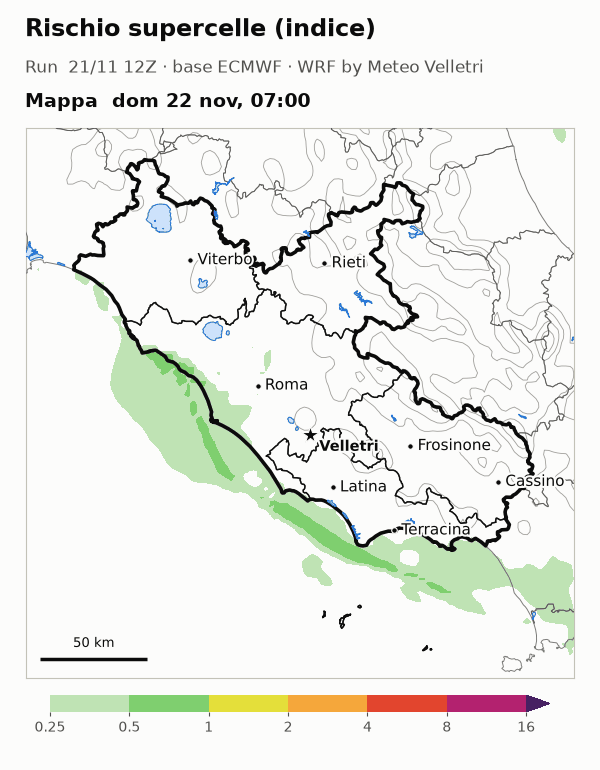 Rischio supercelle (indice)
Run  21/11 12Z · base ECMWF · WRF by Meteo Velletri
Mappa  dom 22 nov, 07:00
Viterbo
Rieti
Roma
Velletri
Frosinone
Latina
Cassino
Terracina
50 km
0.25 0.5 1 2 4 8 16